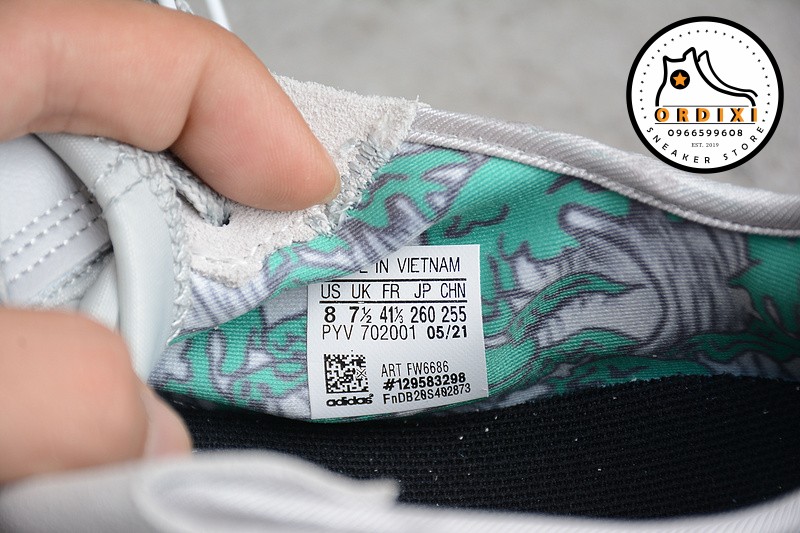 ORDIXI
0966599608
EST. 2019
SNEAKER STORE
E IN VIETNAM
US UK FR JP CHN
8 7½ 41⅓ 260 255
PYV 702001 05/21
ART FW6686
#129583298
adidas FnDB20S402873